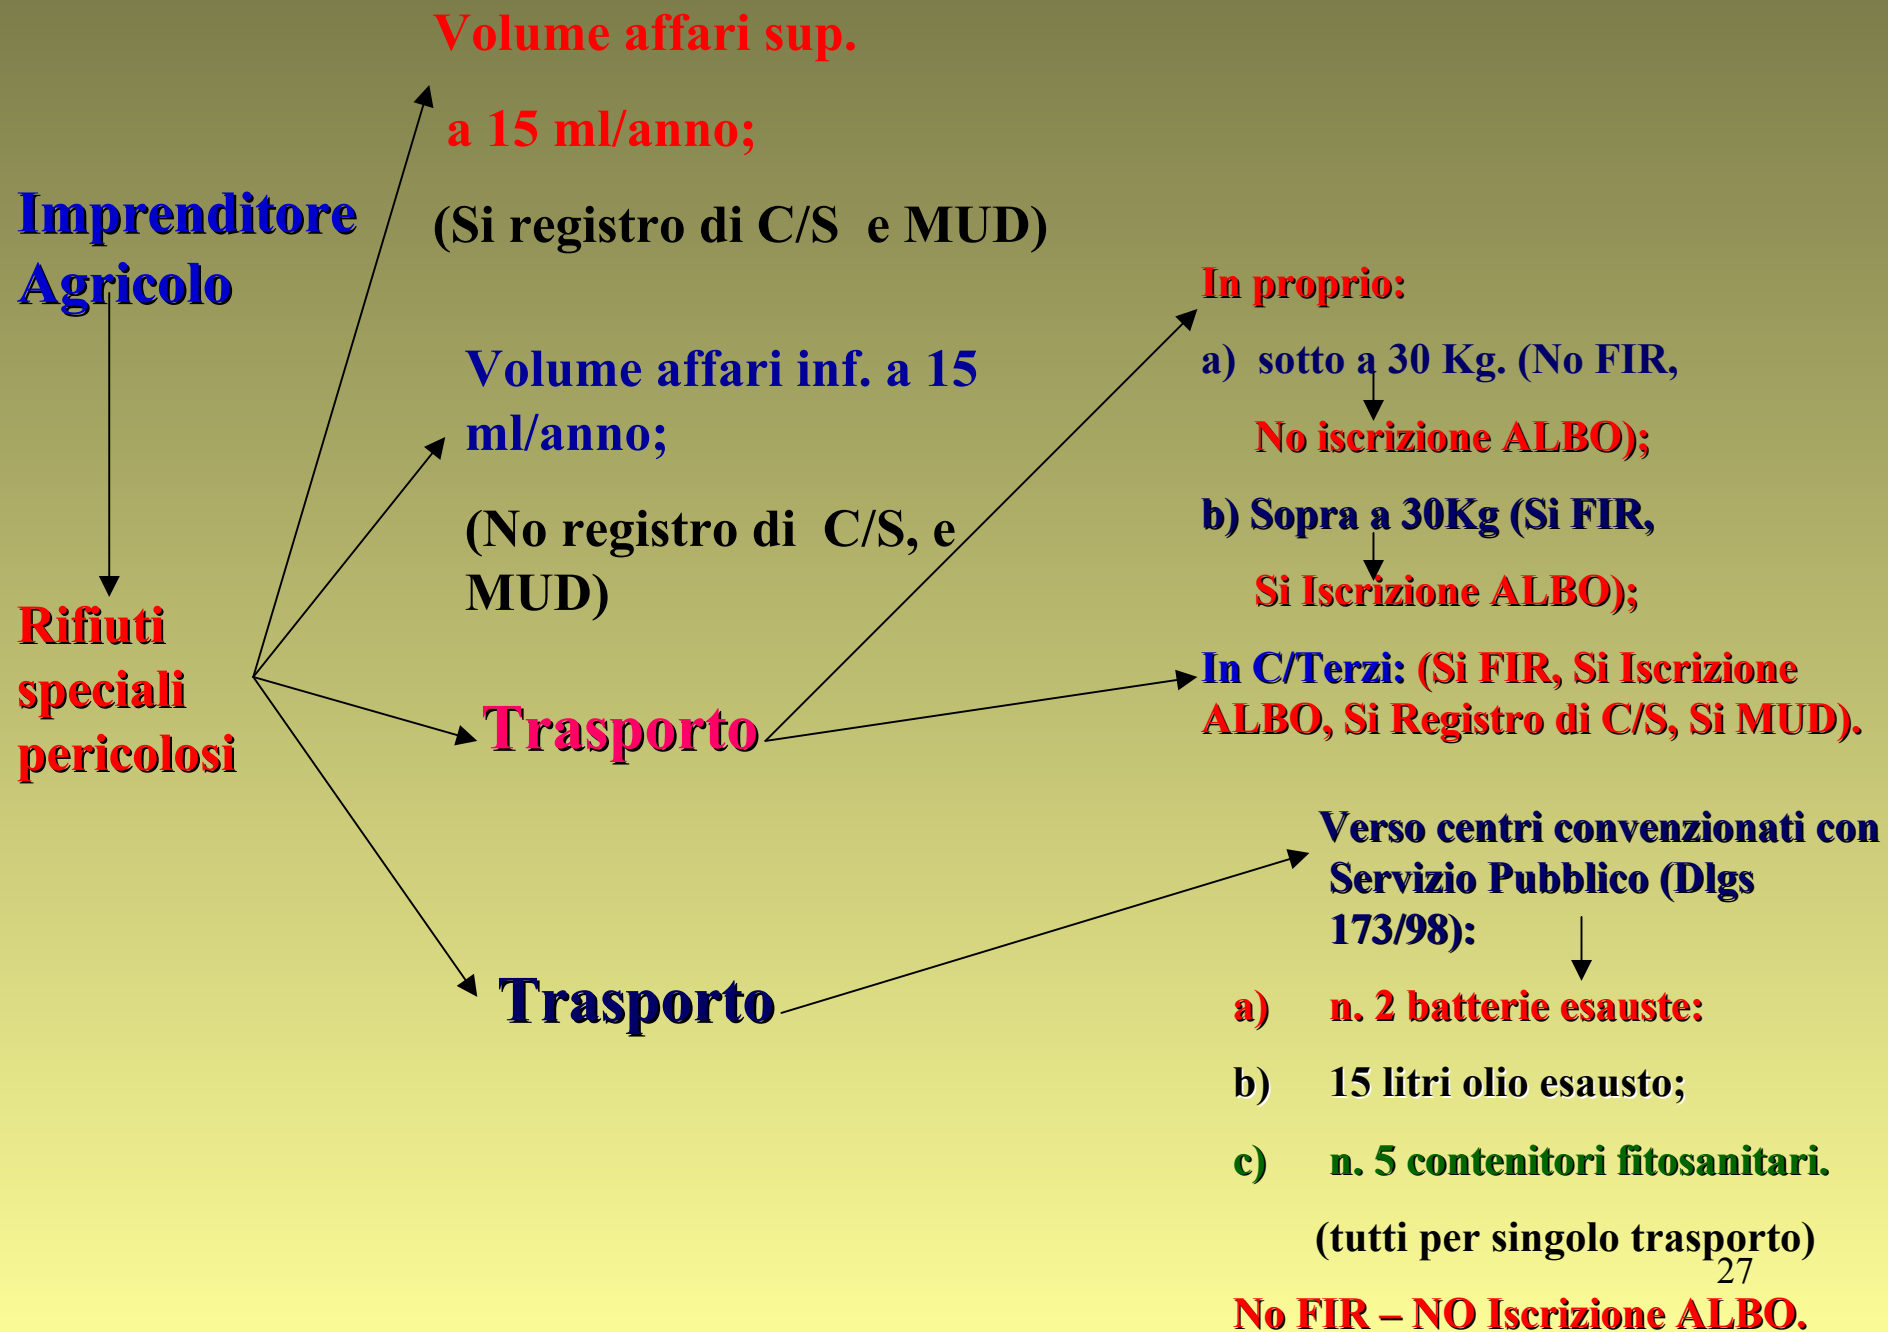 Imprenditore
Agricolo
Rifiuti
speciali
pericolosi
Volume affari sup.
a 15 ml/anno;
(Si registro di C/S e MUD)
Volume affari inf. a 15
ml/anno;
(No registro di C/S, e
MUD)
Trasporto
In proprio:
a) sotto a 30 Kg. (No FIR,
No iscrizione ALBO);
b) Sopra a 30Kg (Si FIR,
Si Iscrizione ALBO);
In C/Terzi: (Si FIR, Si Iscrizione
ALBO, Si Registro di C/S, Si MUD).
Trasporto
Verso centri convenzionati con
Servizio Pubblico (Dlgs
173/98):
a) n. 2 batterie esauste:
b) 15 litri olio esausto;
c) n. 5 contenitori fitosanitari.
(tutti per singolo trasporto)
27
No FIR – NO Iscrizione ALBO.